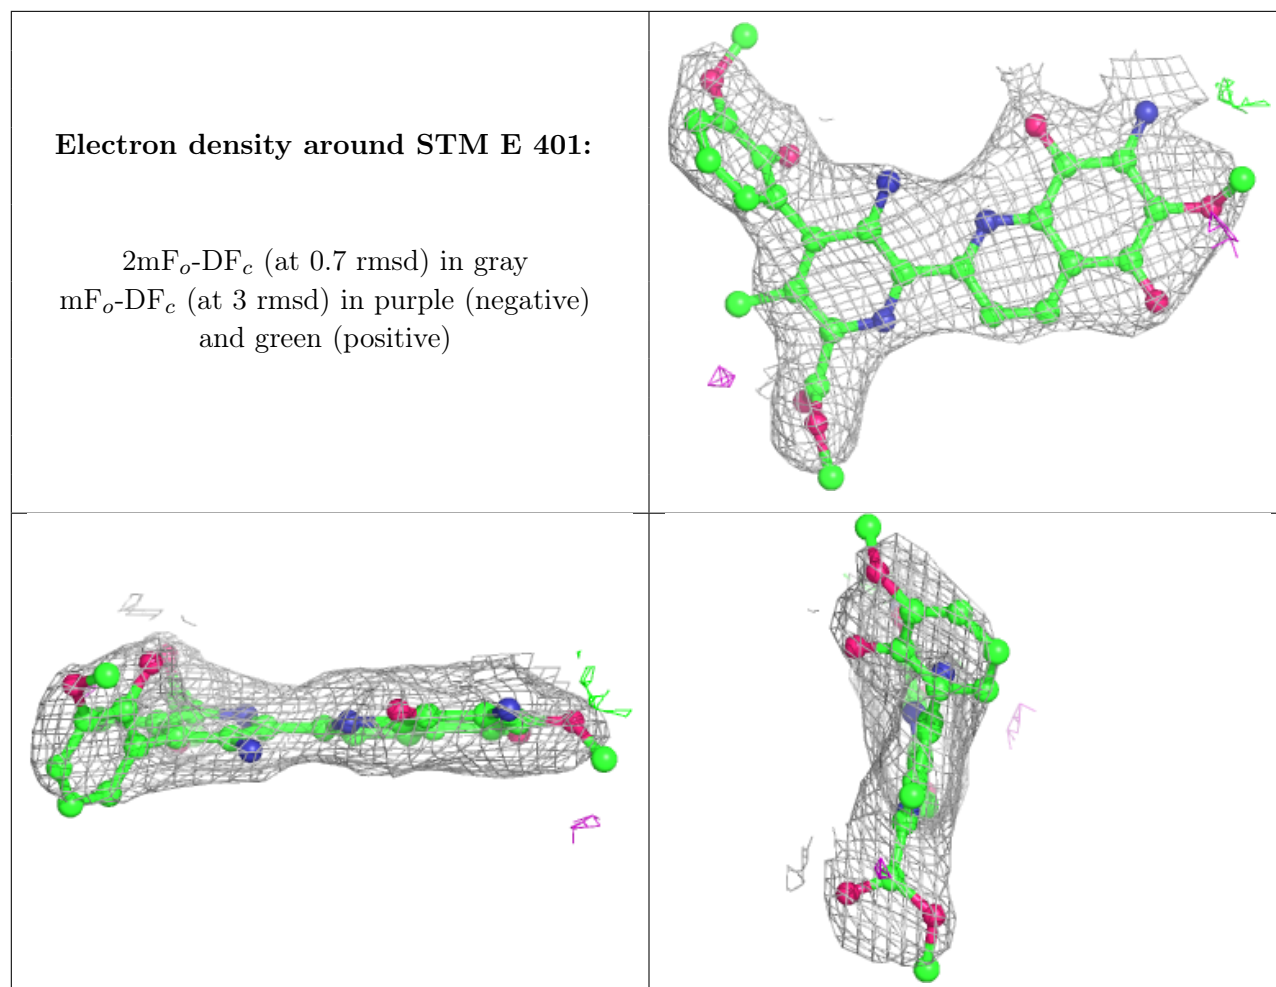 Electron density around STM E 401:
2mFo-DFc (at 0.7 rmsd) in gray
mFo-DFc (at 3 rmsd) in purple (negative)
and green (positive)